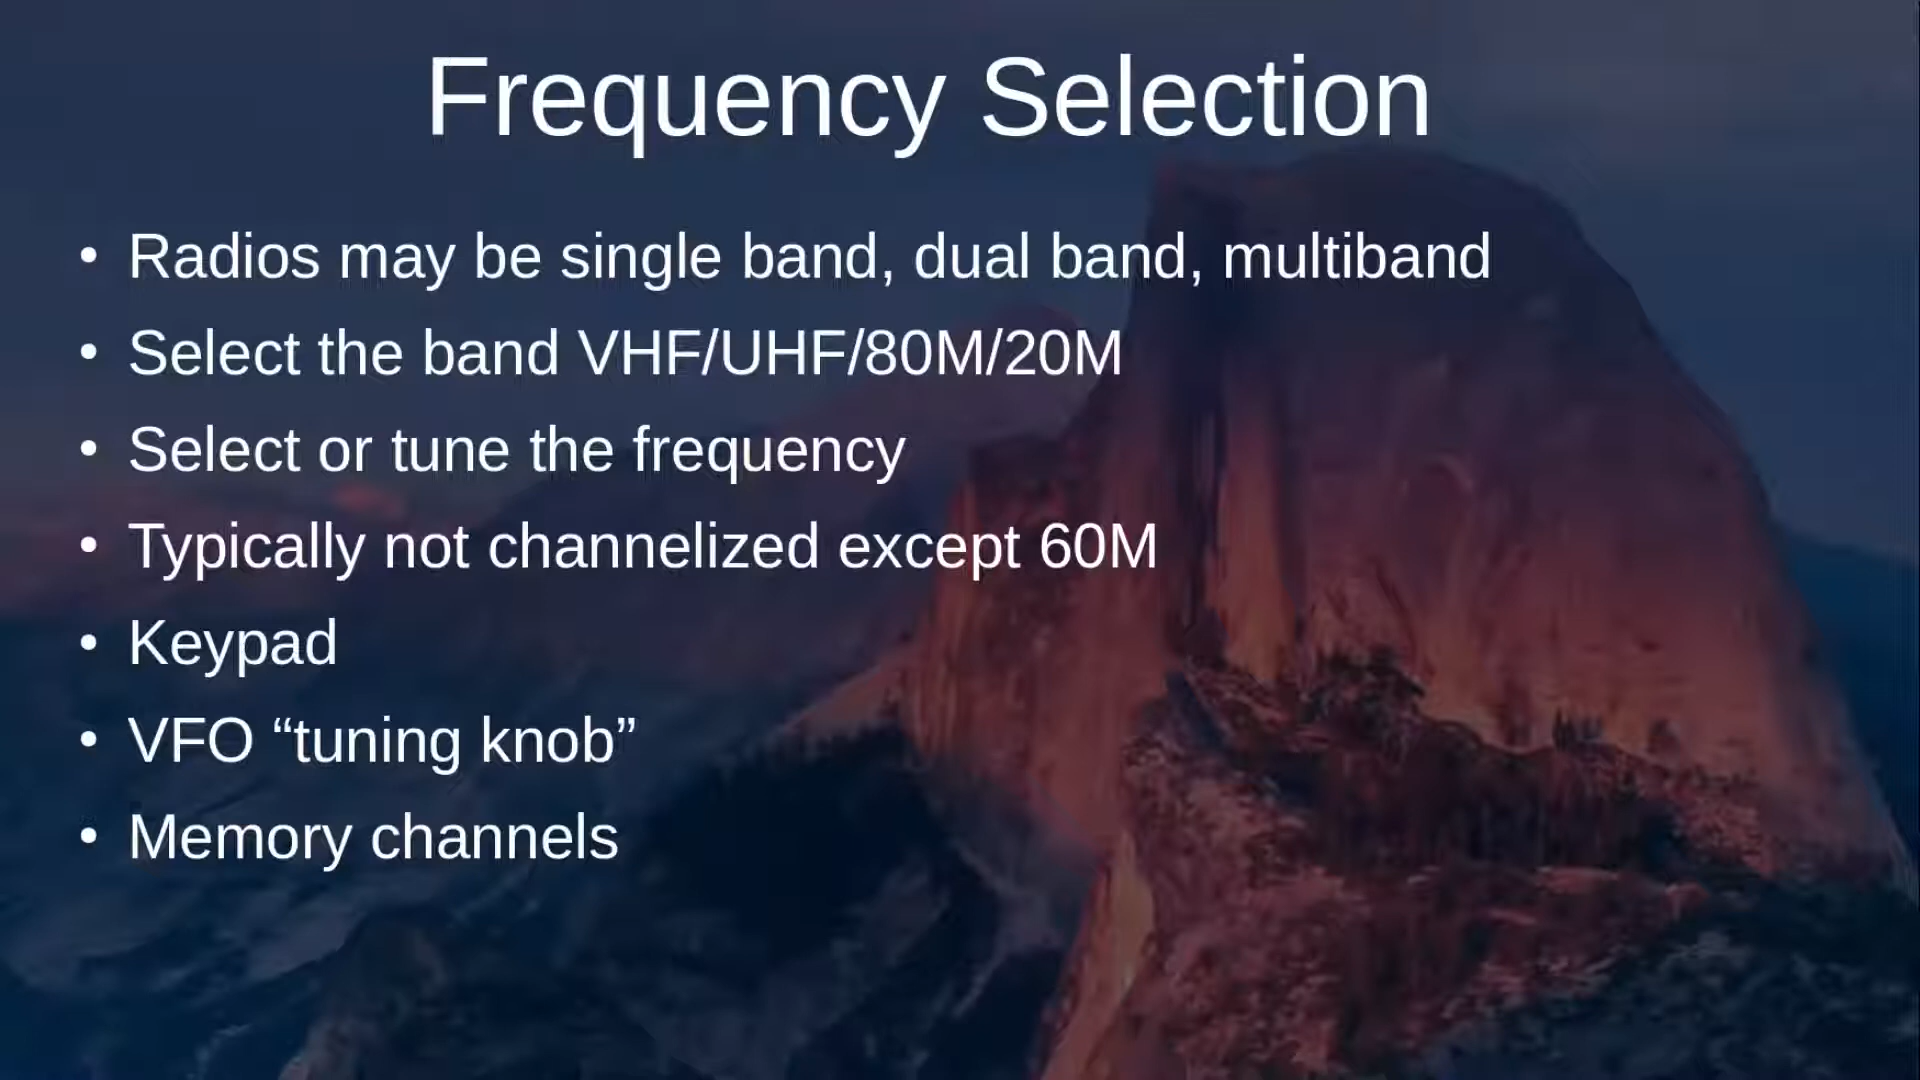 Frequency Selection
• Radios may be single band, dual band, multiband
• Select the band VHF/UHF/80M/20M
• Select or tune the frequency
• Typically not channelized except 60M
• Keypad
• VFO “tuning knob”
• Memory channels